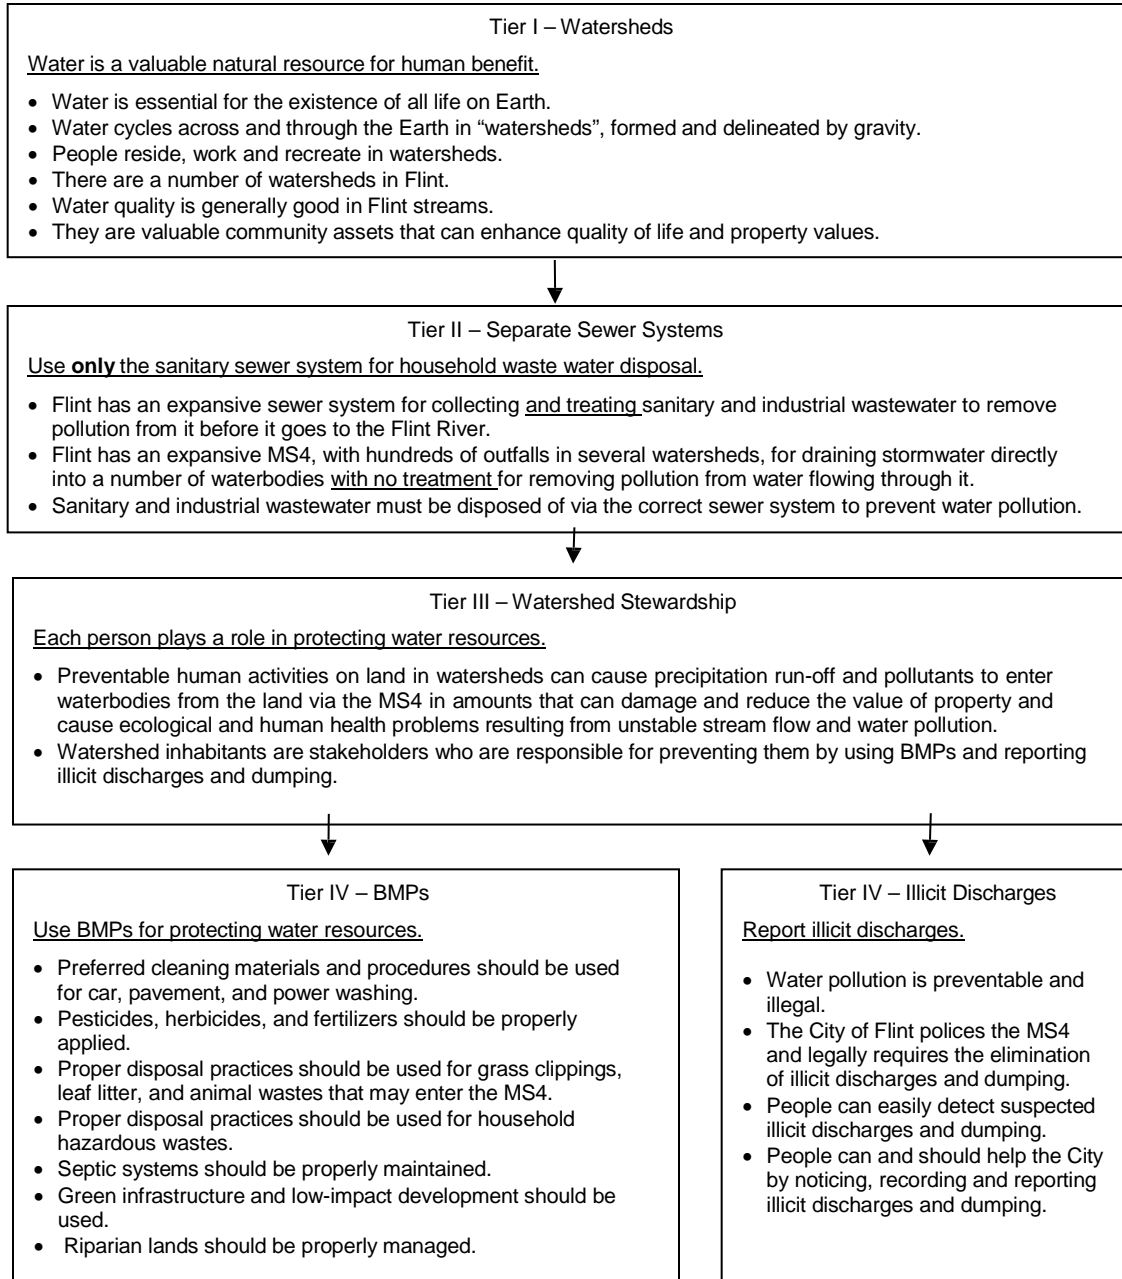 Tier I – Watersheds
Water is a valuable natural resource for human benefit.
• Water is essential for the existence of all life on Earth.
• Water cycles across and through the Earth in “watersheds”, formed and delineated by gravity.
• People reside, work and recreate in watersheds.
• There are a number of watersheds in Flint.
• Water quality is generally good in Flint streams.
• They are valuable community assets that can enhance quality of life and property values.
Tier II – Separate Sewer Systems
Use only the sanitary sewer system for household waste water disposal.
• Flint has an expansive sewer system for collecting and treating sanitary and industrial wastewater to remove
pollution from it before it goes to the Flint River.
• Flint has an expansive MS4, with hundreds of outfalls in several watersheds, for draining stormwater directly
into a number of waterbodies with no treatment for removing pollution from water flowing through it.
• Sanitary and industrial wastewater must be disposed of via the correct sewer system to prevent water pollution.
Tier III – Watershed Stewardship
Each person plays a role in protecting water resources.
• Preventable human activities on land in watersheds can cause precipitation run-off and pollutants to enter
waterbodies from the land via the MS4 in amounts that can damage and reduce the value of property and
cause ecological and human health problems resulting from unstable stream flow and water pollution.
• Watershed inhabitants are stakeholders who are responsible for preventing them by using BMPs and reporting
illicit discharges and dumping.
Tier IV – BMPs
Use BMPs for protecting water resources.
• Preferred cleaning materials and procedures should be used
for car, pavement, and power washing.
• Pesticides, herbicides, and fertilizers should be properly
applied.
• Proper disposal practices should be used for grass clippings,
leaf litter, and animal wastes that may enter the MS4.
• Proper disposal practices should be used for household
hazardous wastes.
• Septic systems should be properly maintained.
• Green infrastructure and low-impact development should be
used.
• Riparian lands should be properly managed.
Tier IV – Illicit Discharges
Report illicit discharges.
• Water pollution is preventable and
illegal.
• The City of Flint polices the MS4
and legally requires the elimination
of illicit discharges and dumping.
• People can easily detect suspected
illicit discharges and dumping.
• People can and should help the City
by noticing, recording and reporting
illicit discharges and dumping.